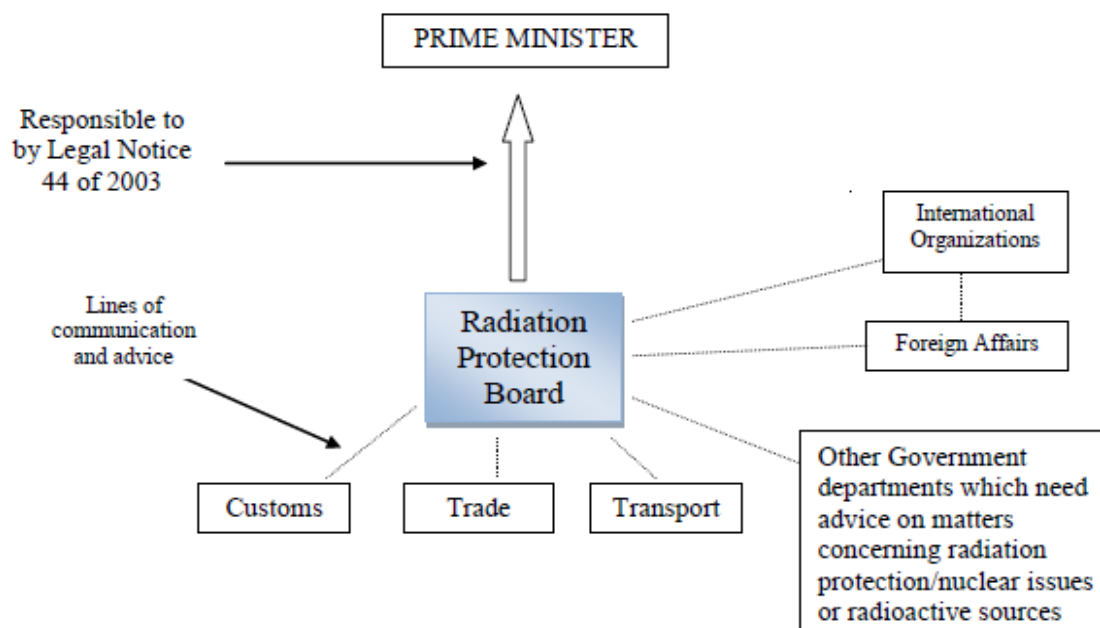 PRIME MINISTER
Responsible to
by Legal Notice
44 of 2003
International
Organizations
Lines of
communication
and advice
Radiation
Protection
Board
Foreign Affairs
Customs
Trade
Transport
Other Government
departments which need
advice on matters
concerning radiation
protection/nuclear issues
or radioactive sources